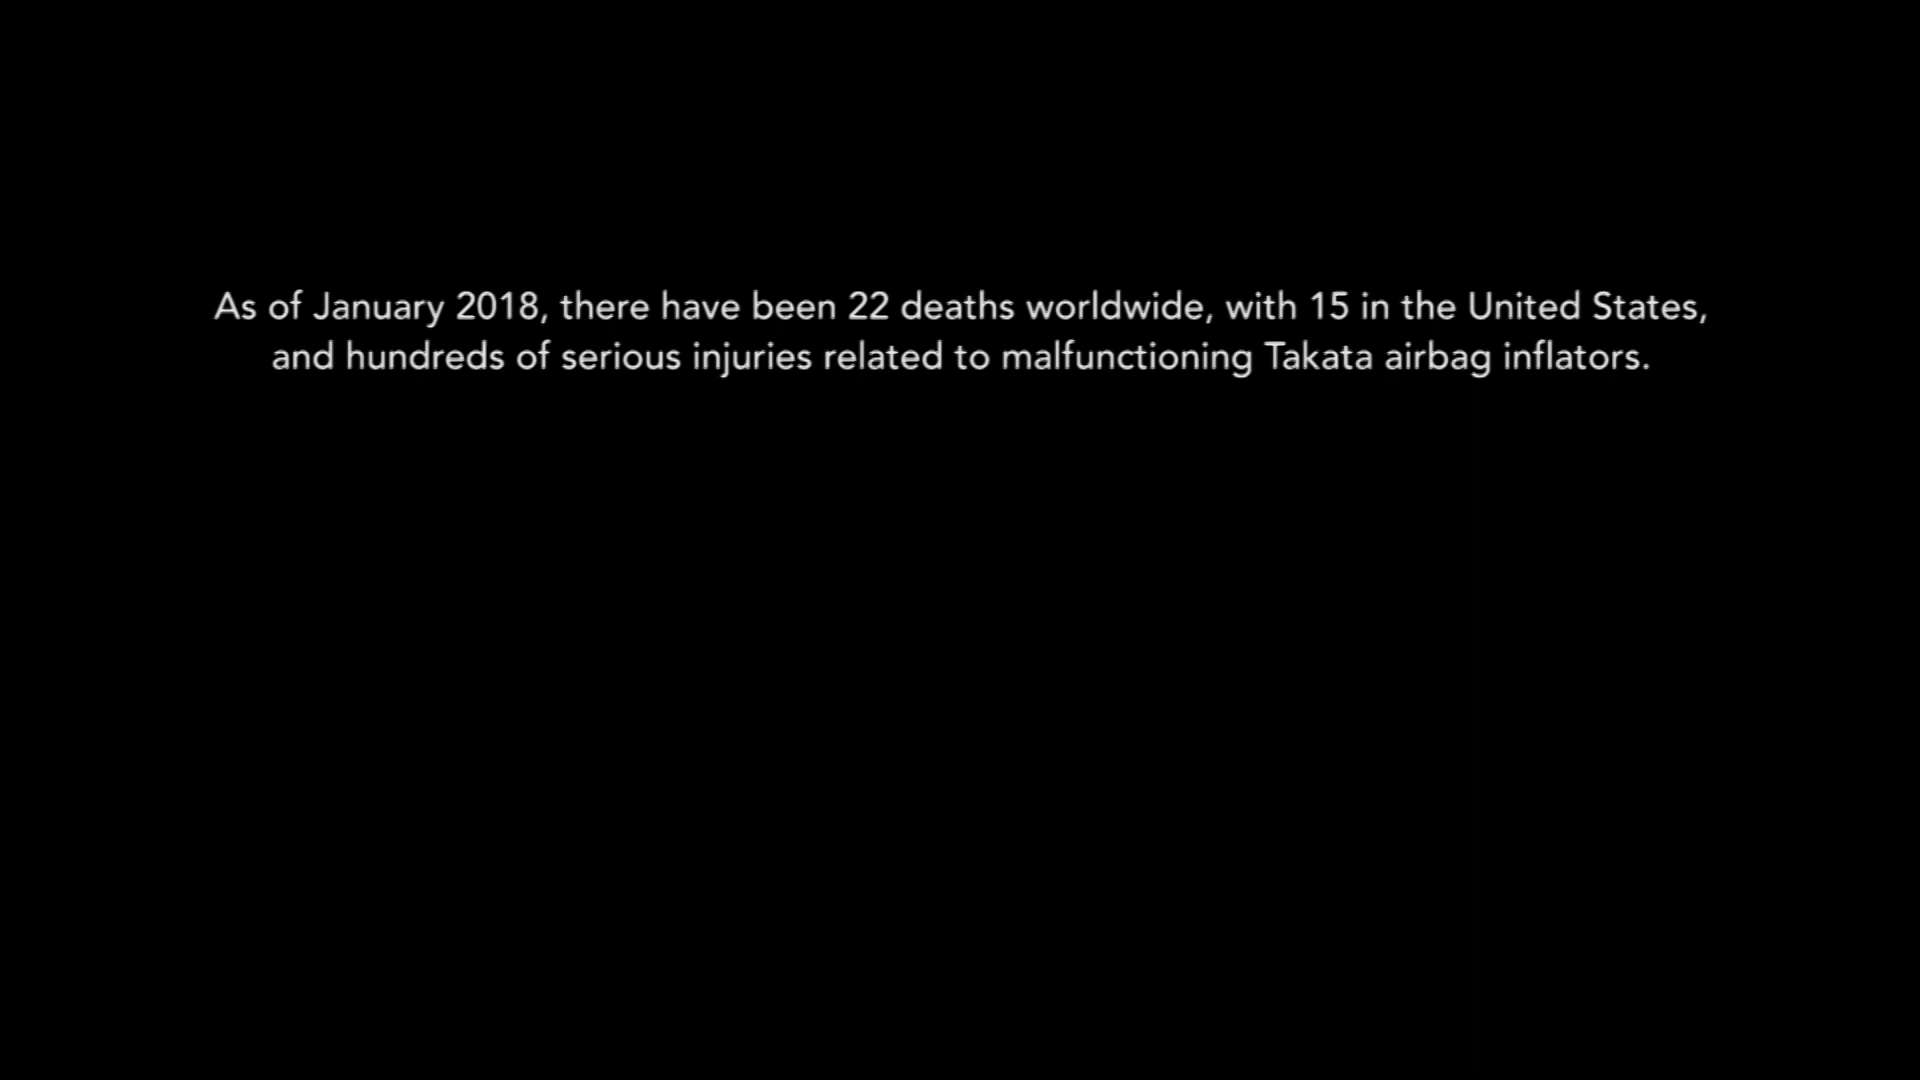 As of January 2018, there have been 22 deaths worldwide, with 15 in the United States,
and hundreds of serious injuries related to malfunctioning Takata airbag inflators.